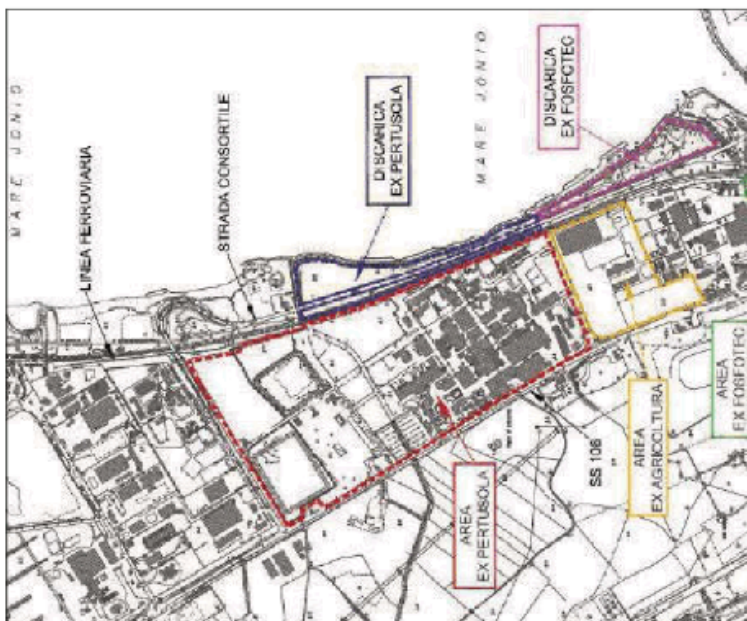 MARE JONIO
LINEA FERROVIARIA
STRADA CONSORTILE
DISCARICA
EX PERTUSOLA
MARE JONIO
DISCARICA
EX FOSFOTEC
AREA
EX PERTUSOLA
SS 106
AREA
EX AGRICOLTURA
AREA
EX FOSFOTEC